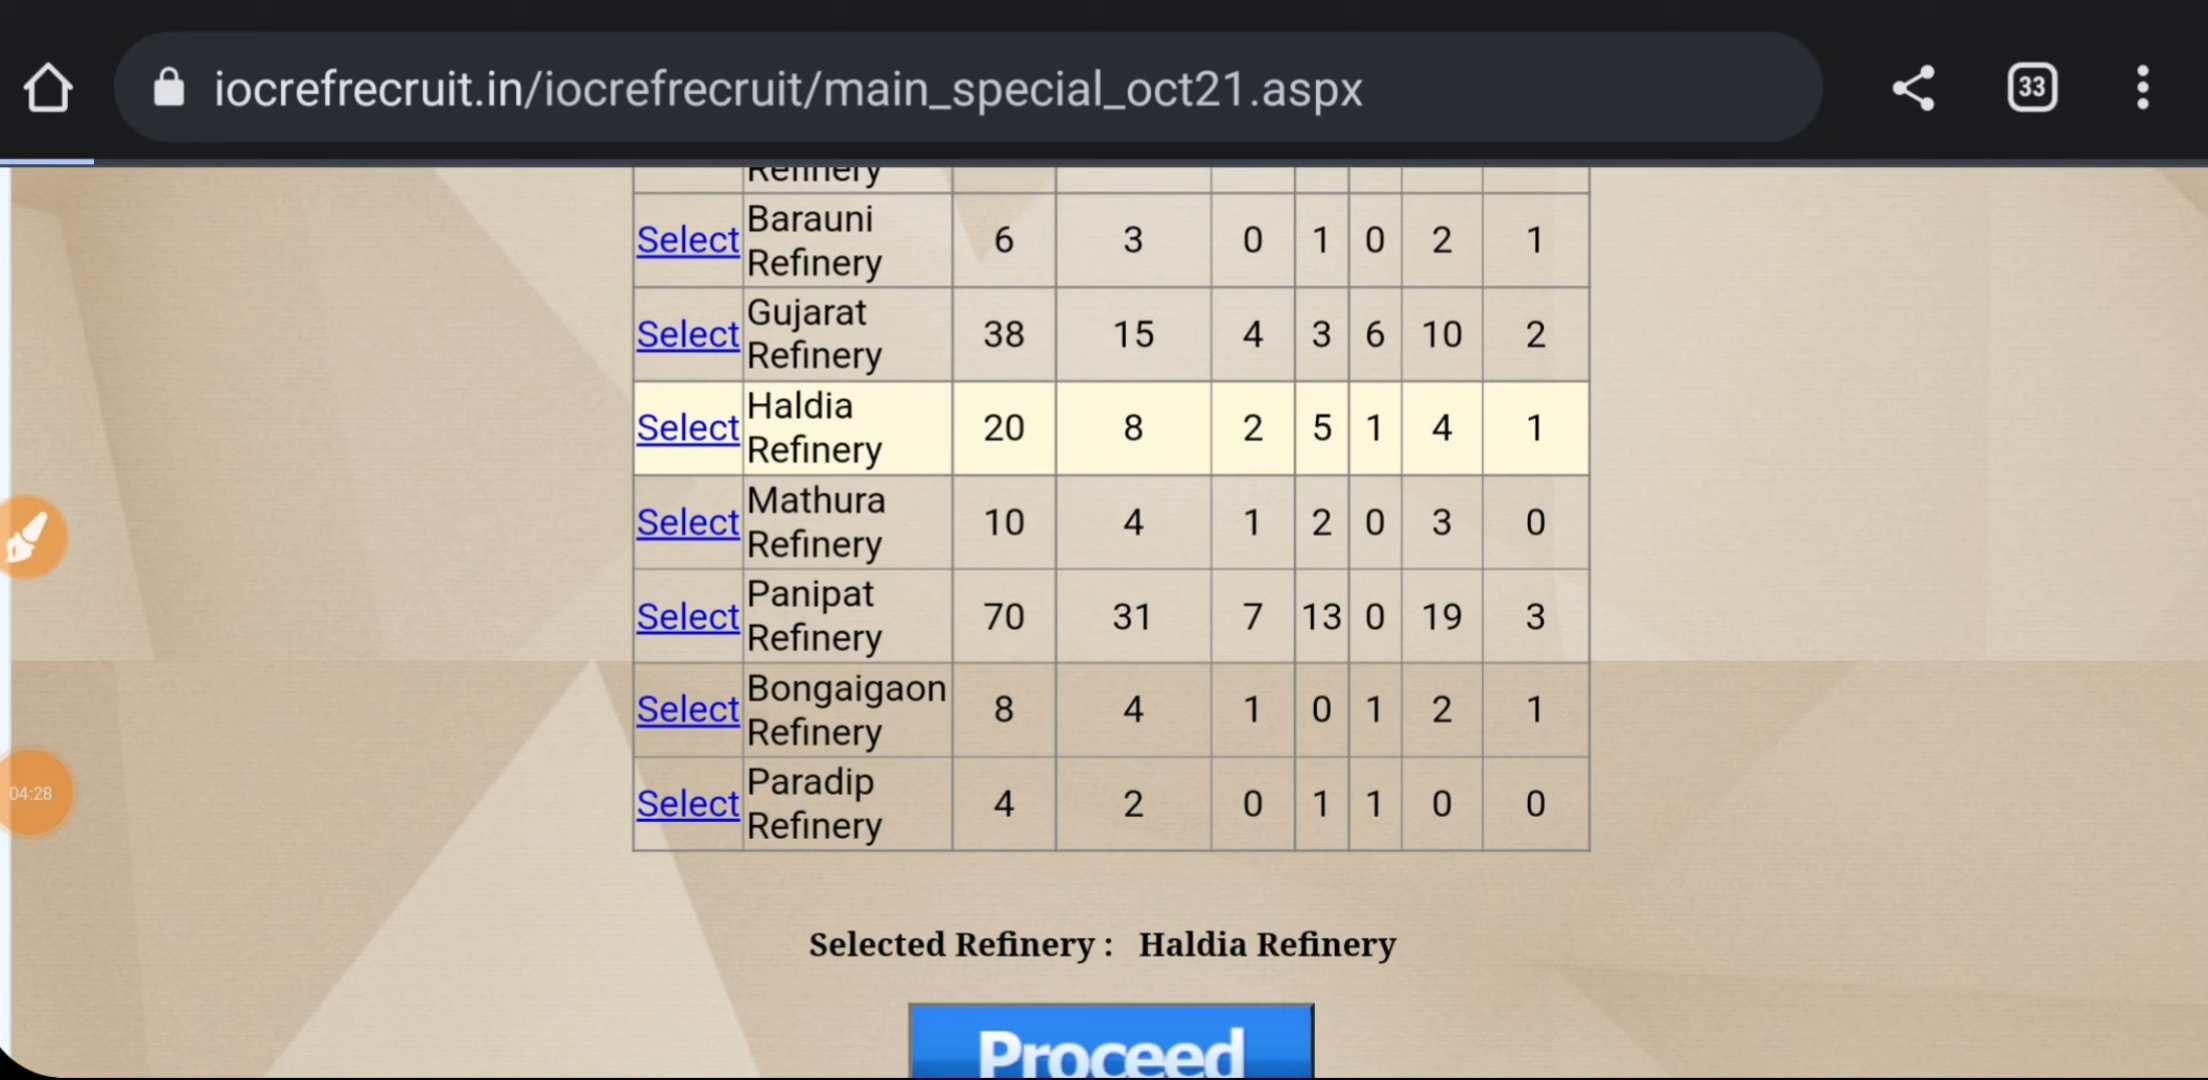 iocrefrecruit.in/iocrefrecruit/main_special_oct21.aspx 33
Refinery
Select Barauni Refinery 6 3 0 1 0 2 1
Select Gujarat Refinery 38 15 4 3 6 10 2
Select Haldia Refinery 20 8 2 5 1 4 1
Select Mathura Refinery 10 4 1 2 0 3 0
Select Panipat Refinery 70 31 7 13 0 19 3
Select Bongaigaon Refinery 8 4 1 0 1 2 1
04:28
Select Paradip Refinery 4 2 0 1 1 0 0
Selected Refinery : Haldia Refinery
Proceed